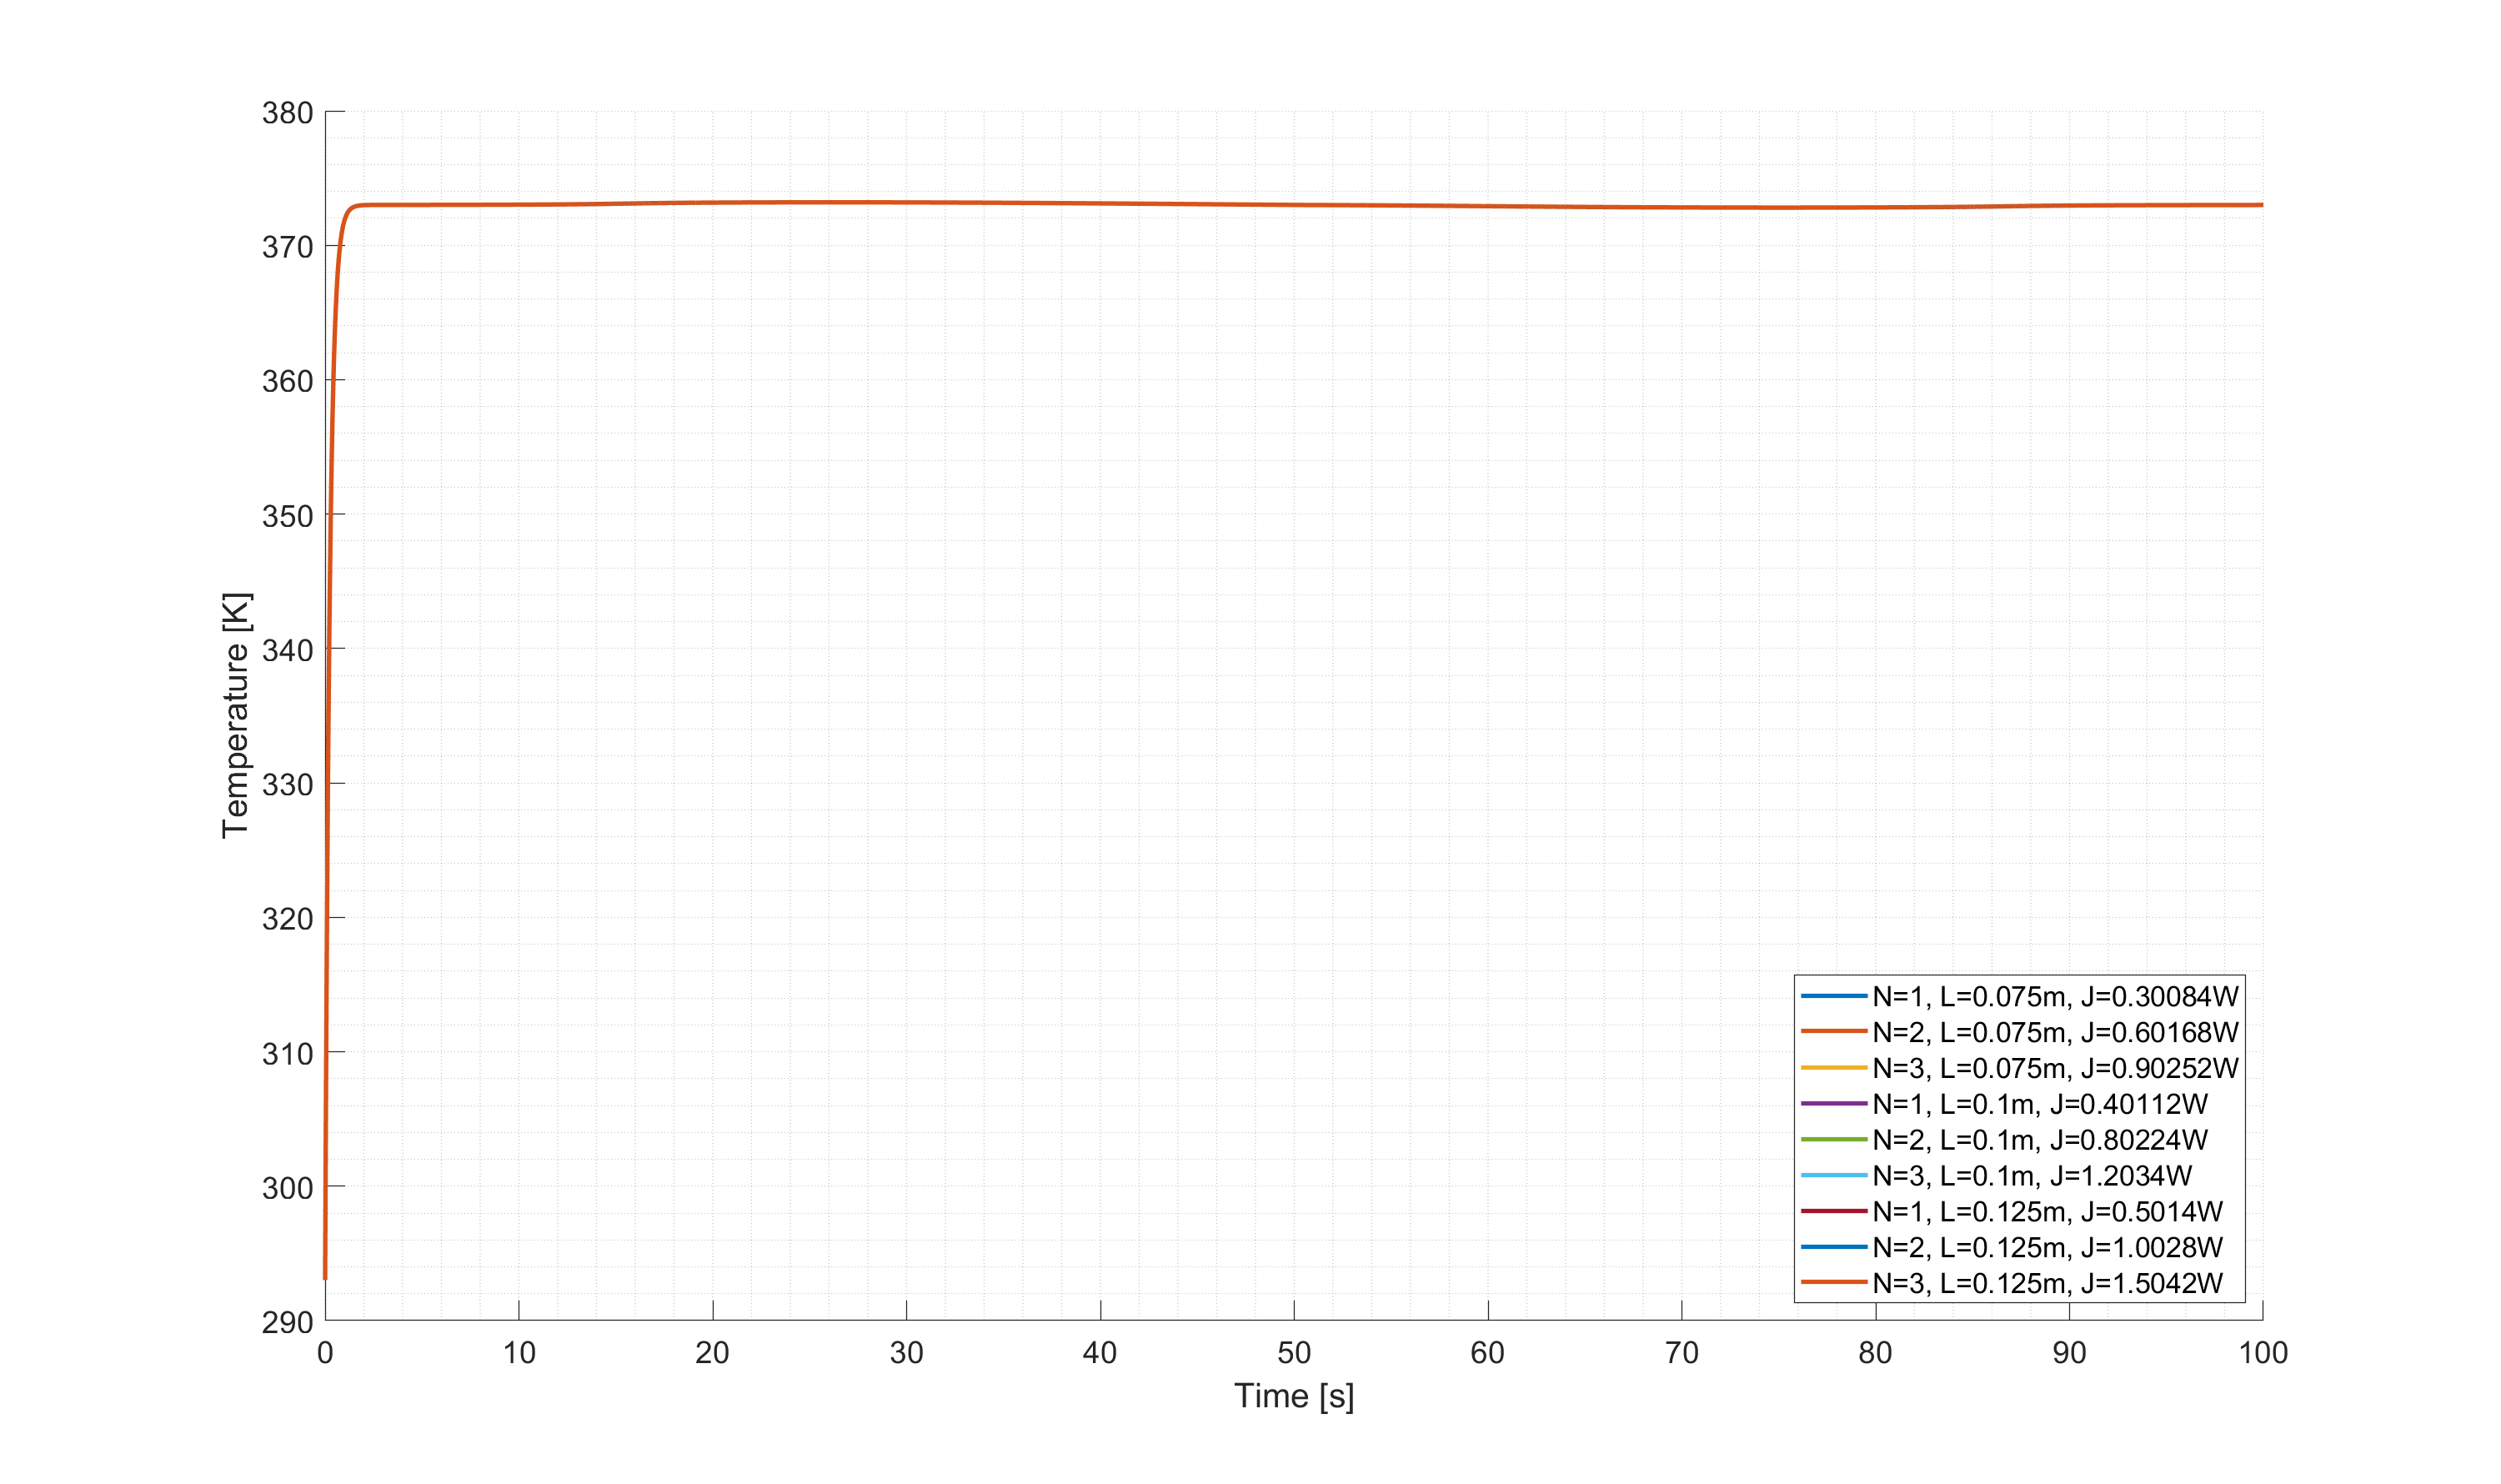 380
370
360
350
340
330
320
310
300
290
Temperature [K]
0 10 20 30 40 50 60 70 80 90 100
Time [s]
N=1, L=0.075m, J=0.30084W
N=2, L=0.075m, J=0.60168W
N=3, L=0.075m, J=0.90252W
N=1, L=0.1m, J=0.40112W
N=2, L=0.1m, J=0.80224W
N=3, L=0.1m, J=1.2034W
N=1, L=0.125m, J=0.5014W
N=2, L=0.125m, J=1.0028W
N=3, L=0.125m, J=1.5042W